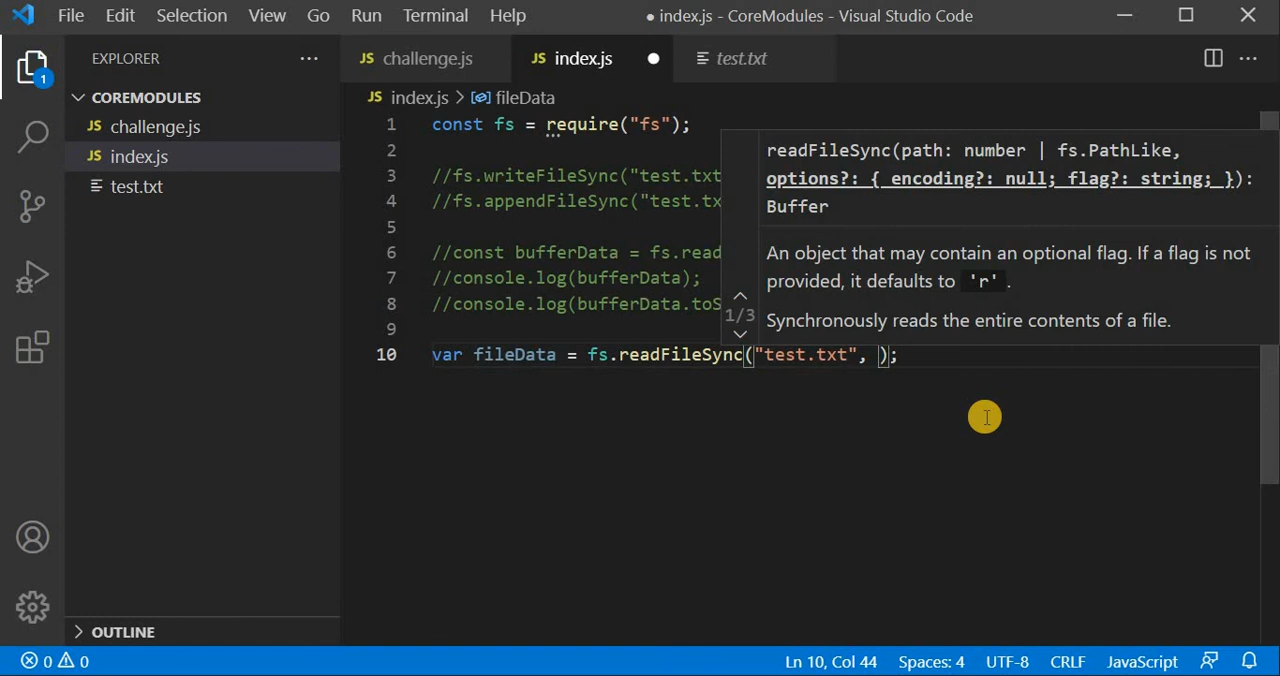 File Edit Selection View Go Run Terminal Help ● index.js - CoreModules - Visual Studio Code
EXPLORER ··· JS challenge.js JS index.js ● test.txt ···
1
COREMODULES
JS challenge.js
JS index.js
test.txt
JS index.js > fileData
1 const fs = require("fs");
2
3 //fs.writeFileSync("test.txt
4 //fs.appendFileSync("test.tx
5
6 //const bufferData = fs.read
7 //console.log(bufferData);
8 //console.log(bufferData.toS
9
10 var fileData = fs.readFileSync("test.txt", );
readFileSync(path: number | fs.PathLike,
options?: { encoding?: null; flag?: string; }):
Buffer
An object that may contain an optional flag. If a flag is not
provided, it defaults to 'r'.
1/3 Synchronously reads the entire contents of a file.
OUTLINE
0 0 Ln 10, Col 44 Spaces: 4 UTF-8 CRLF JavaScript